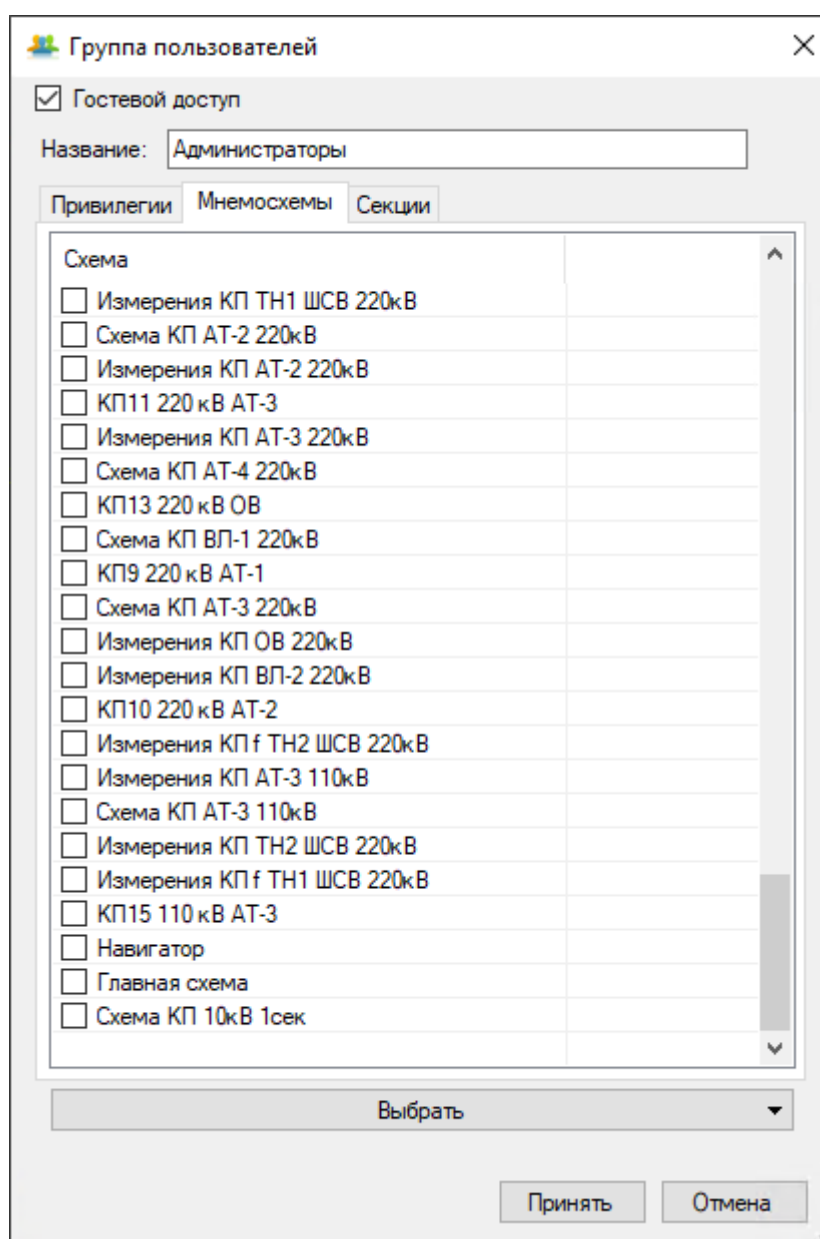 Группа пользователей
Гостевой доступ
Название: Администраторы
Привилегии Мнемосхемы Секции
Схема
Измерения КП ТН1 ШСВ 220кВ
Схема КП АТ-2 220кВ
Измерения КП АТ-2 220кВ
КП11 220 кВ АТ-3
Измерения КП АТ-3 220кВ
Схема КП АТ-4 220кВ
КП13 220 кВ ОВ
Схема КП ВЛ-1 220кВ
КП9 220 кВ АТ-1
Схема КП АТ-3 220кВ
Измерения КП ОВ 220кВ
Измерения КП ВЛ-2 220кВ
КП10 220 кВ АТ-2
Измерения КП f ТН2 ШСВ 220кВ
Измерения КП АТ-3 110кВ
Схема КП АТ-3 110кВ
Измерения КП ТН2 ШСВ 220кВ
Измерения КП f ТН1 ШСВ 220кВ
КП15 110 кВ АТ-3
Навигатор
Главная схема
Схема КП 10кВ 1сек
Выбрать
Принять Отмена